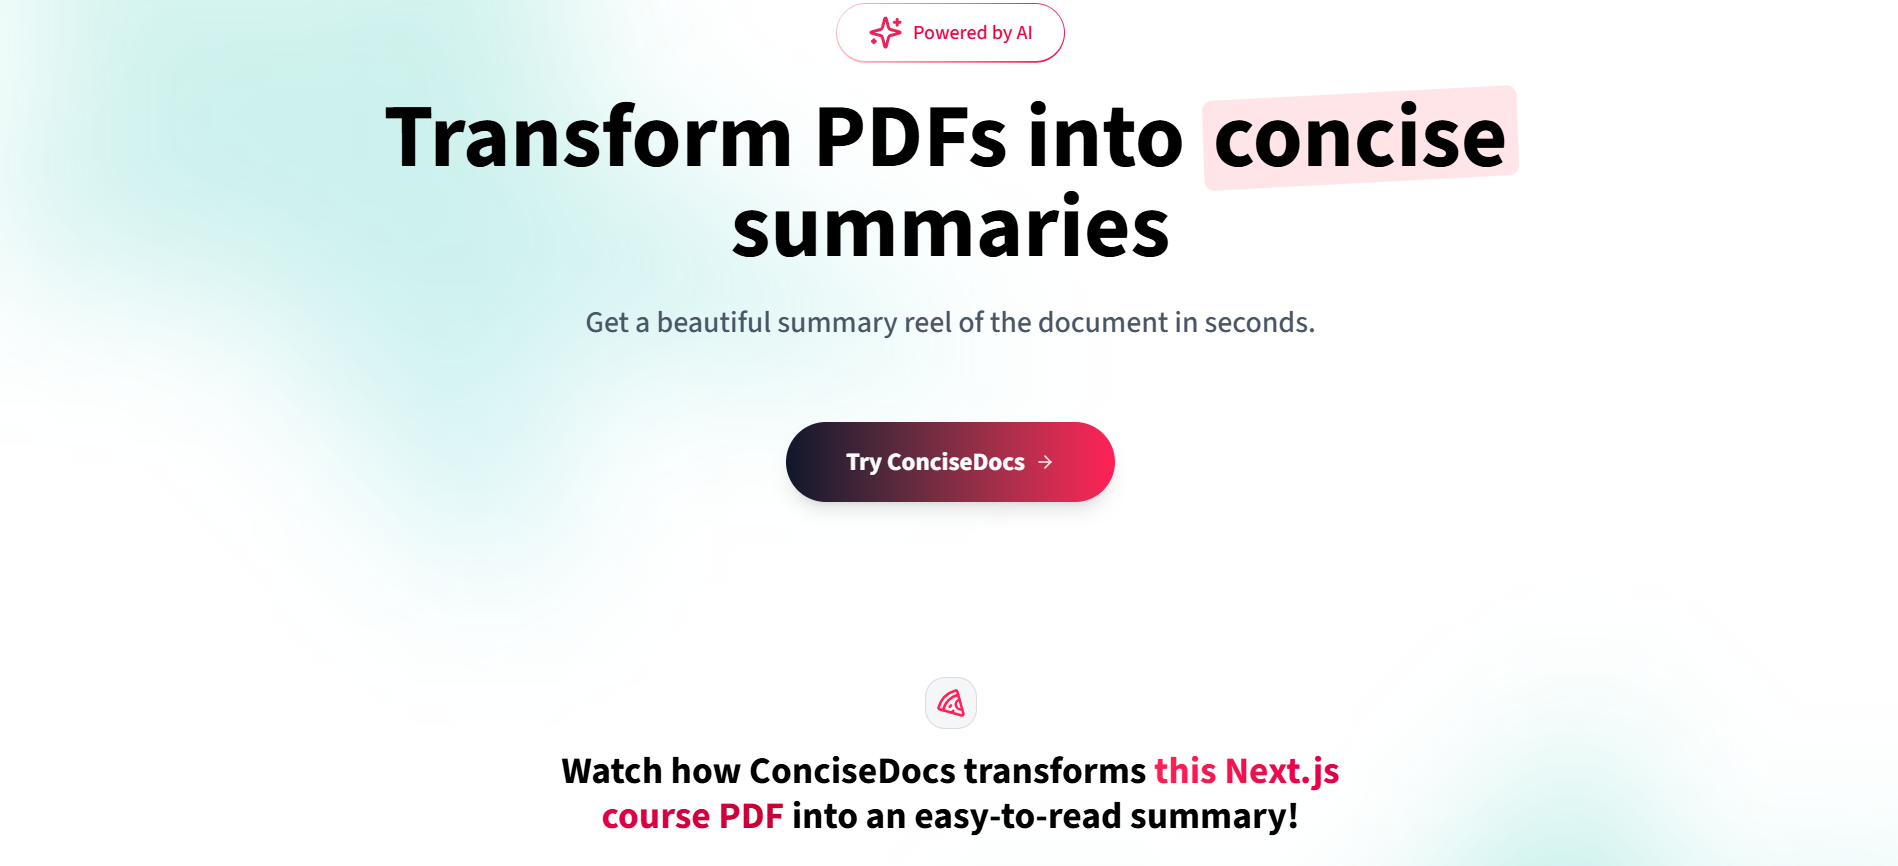 Powered by AI
Transform PDFs into concise
summaries
Get a beautiful summary reel of the document in seconds.
Try ConciseDocs →
Watch how ConciseDocs transforms this Next.js
course PDF into an easy-to-read summary!